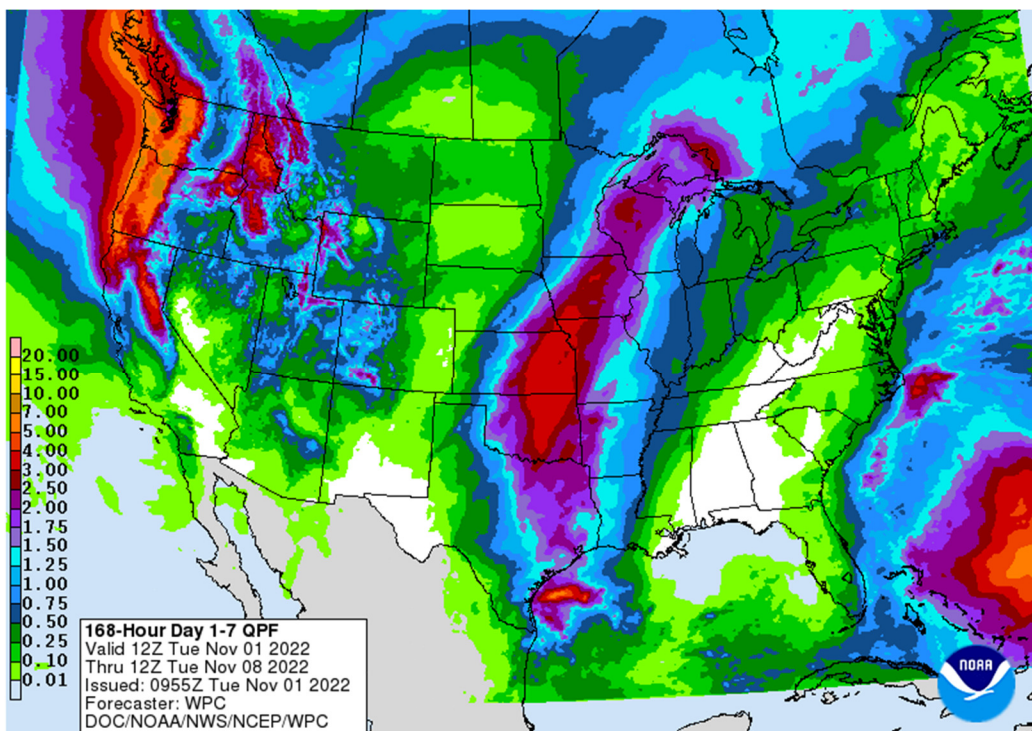 20.00
15.00
10.00
7.00
5.00
4.00
3.00
2.50
2.00
1.75
1.50
1.25
1.00
0.75
0.50
0.25
0.10
0.01
168-Hour Day 1-7 QPF
Valid 12Z Tue Nov 01 2022
Thru 12Z Tue Nov 08 2022
Issued: 0955Z Tue Nov 01 2022
Forecaster: WPC
DOC/NOAA/NWS/NCEP/WPC
NOAA